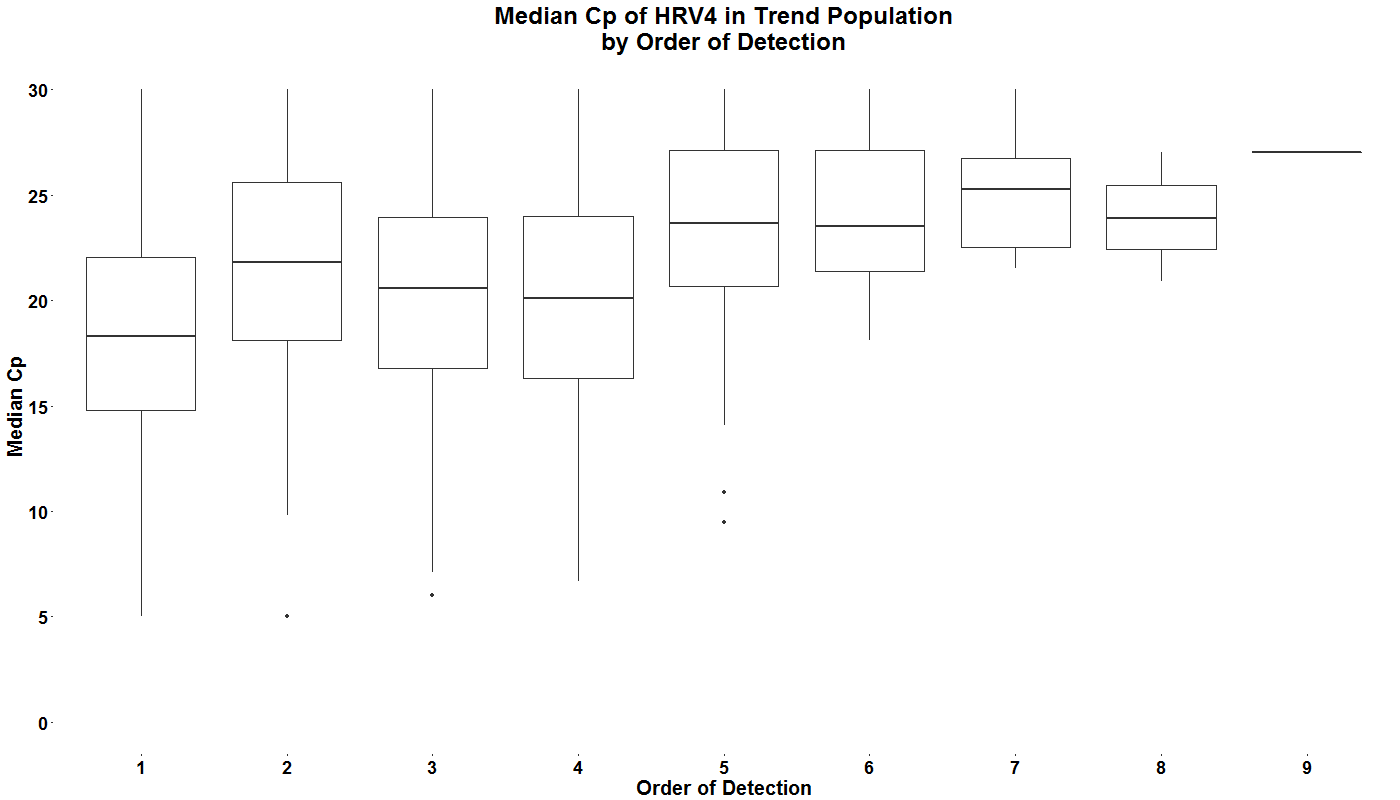 Median Cp of HRV4 in Trend Population
by Order of Detection
30
25
20
15
10
5
0
Median Cp
1 2 3 4 5 6 7 8 9
Order of Detection